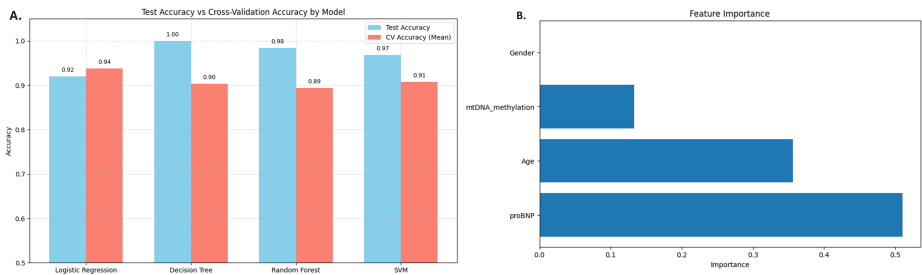 A.
Test Accuracy vs Cross-Validation Accuracy by Model
Test Accuracy
CV Accuracy (Mean)
Accuracy
1.0
0.9
0.8
0.7
0.6
0.5
0.92
0.94
1.00
0.90
0.98
0.89
0.97
0.91
Logistic Regression
Decision Tree
Random Forest
SVM
B.
Feature Importance
Gender
mtDNA_methylation
Age
proBNP
0.0
0.1
0.2
0.3
0.4
0.5
Importance